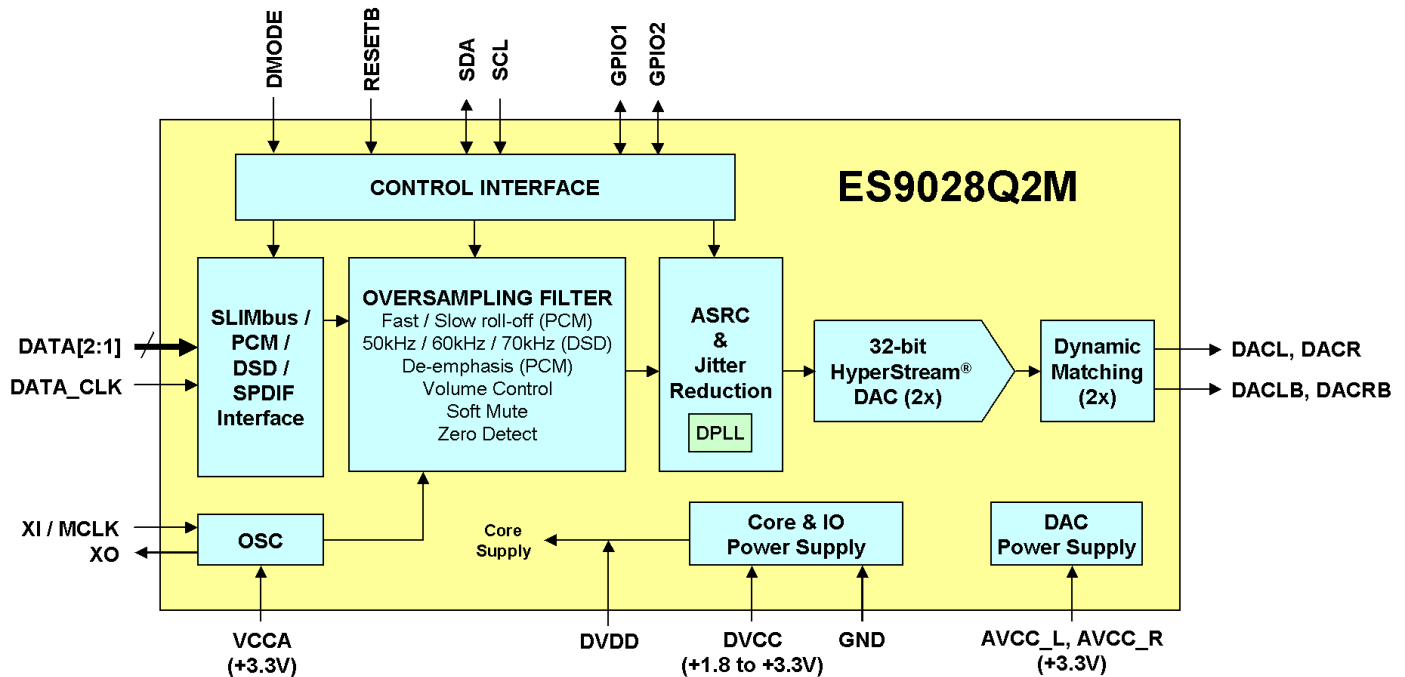 DMODE
RESETB
SDA
SCL
GPIO1
GPIO2
CONTROL INTERFACE
ES9028Q2M
SLIMbus /
PCM /
DSD /
SPDIF
Interface
OVERSAMPLING FILTER
Fast / Slow roll-off (PCM)
50kHz / 60kHz / 70kHz (DSD)
De-emphasis (PCM)
Volume Control
Soft Mute
Zero Detect
ASRC
&
Jitter
Reduction
DPLL
32-bit
HyperStream®
DAC (2x)
Dynamic
Matching
(2x)
DATA[2:1]
DATA_CLK
DACL, DACR
DACLB, DACRB
XI / MCLK
XO
OSC
Core
Supply
Core & IO
Power Supply
DAC
Power Supply
VCCA
(+3.3V)
DVDD
DVCC
(+1.8 to +3.3V)
GND
AVCC_L, AVCC_R
(+3.3V)